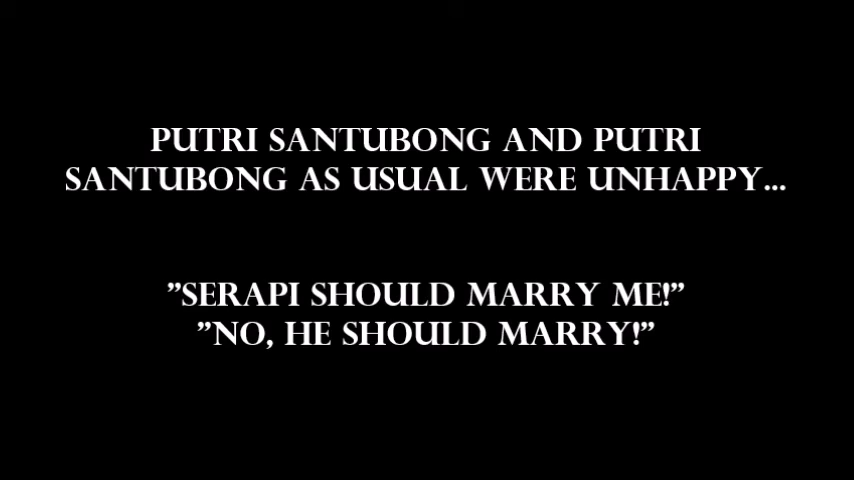 PUTRI SANTUBONG AND PUTRI
SANTUBONG AS USUAL WERE UNHAPPY...
"SERAPI SHOULD MARRY ME!"
"NO, HE SHOULD MARRY!"